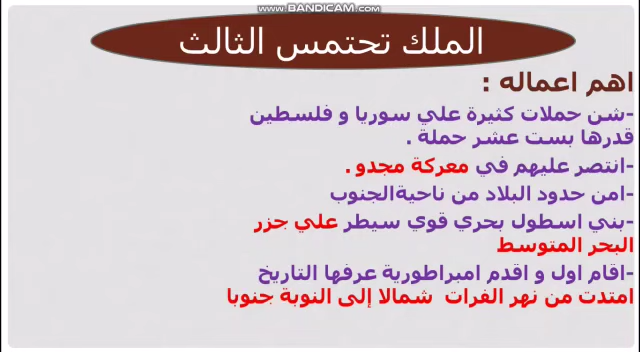 WWW.BANDICAM.COM
الملك تحتمس الثالث
اهم اعماله :
-شن حملات كثيرة علي سوريا و فلسطين
قدرها بست عشر حملة .
-انتصر عليهم في معركة مجدو .
-امن حدود البلاد من ناحيةالجنوب
-بني اسطول بحري قوي سيطر علي جزر
البحر المتوسط
-اقام اول و اقدم امبراطورية عرفها التاريخ
امتدت من نهر الفرات شمالا إلى النوبة جنوبا